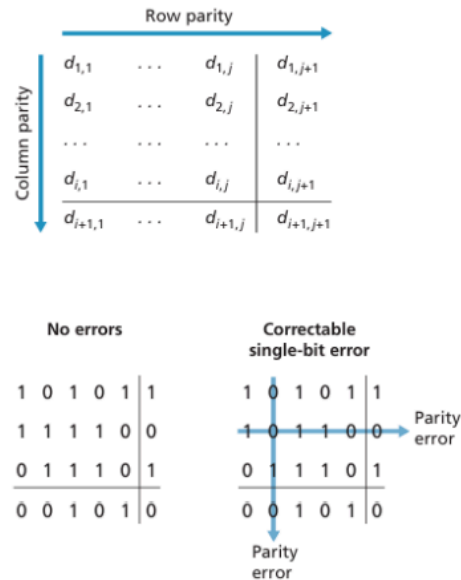 Row parity
Column parity
d1,1 ... d1,j d1,j+1
d2,1 ... d2,j d2,j+1
... ... ... ...
di,1 ... di,j di,j+1
di+1,1 ... di+1,j di+1,j+1
No errors
1 0 1 0 1 1
1 1 1 1 0 0
0 1 1 1 0 1
0 0 1 0 1 0
Correctable
single-bit error
1 0 1 0 1 1
1 0 1 1 0 0
Parity
error
0 1 1 1 0 1
0 0 1 0 1 0
Parity
error